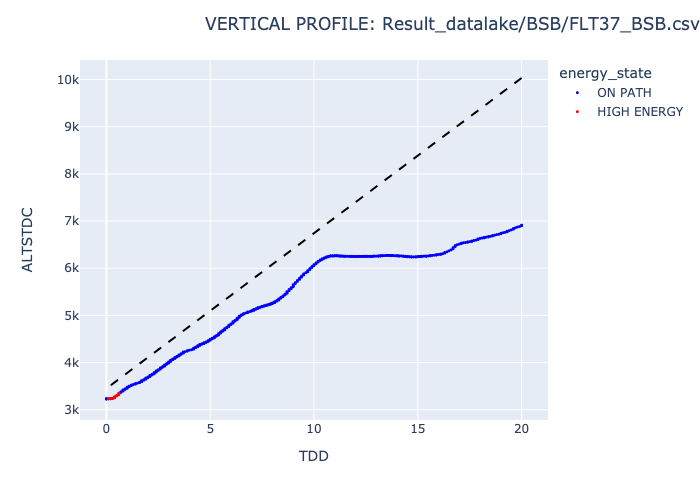 VERTICAL PROFILE: Result_datalake/BSB/FLT37_BSB.csv
energy_state
ON PATH
HIGH ENERGY
10k
9k
8k
7k
6k
5k
4k
3k
ALTSTDC
0 5 10 15 20
TDD